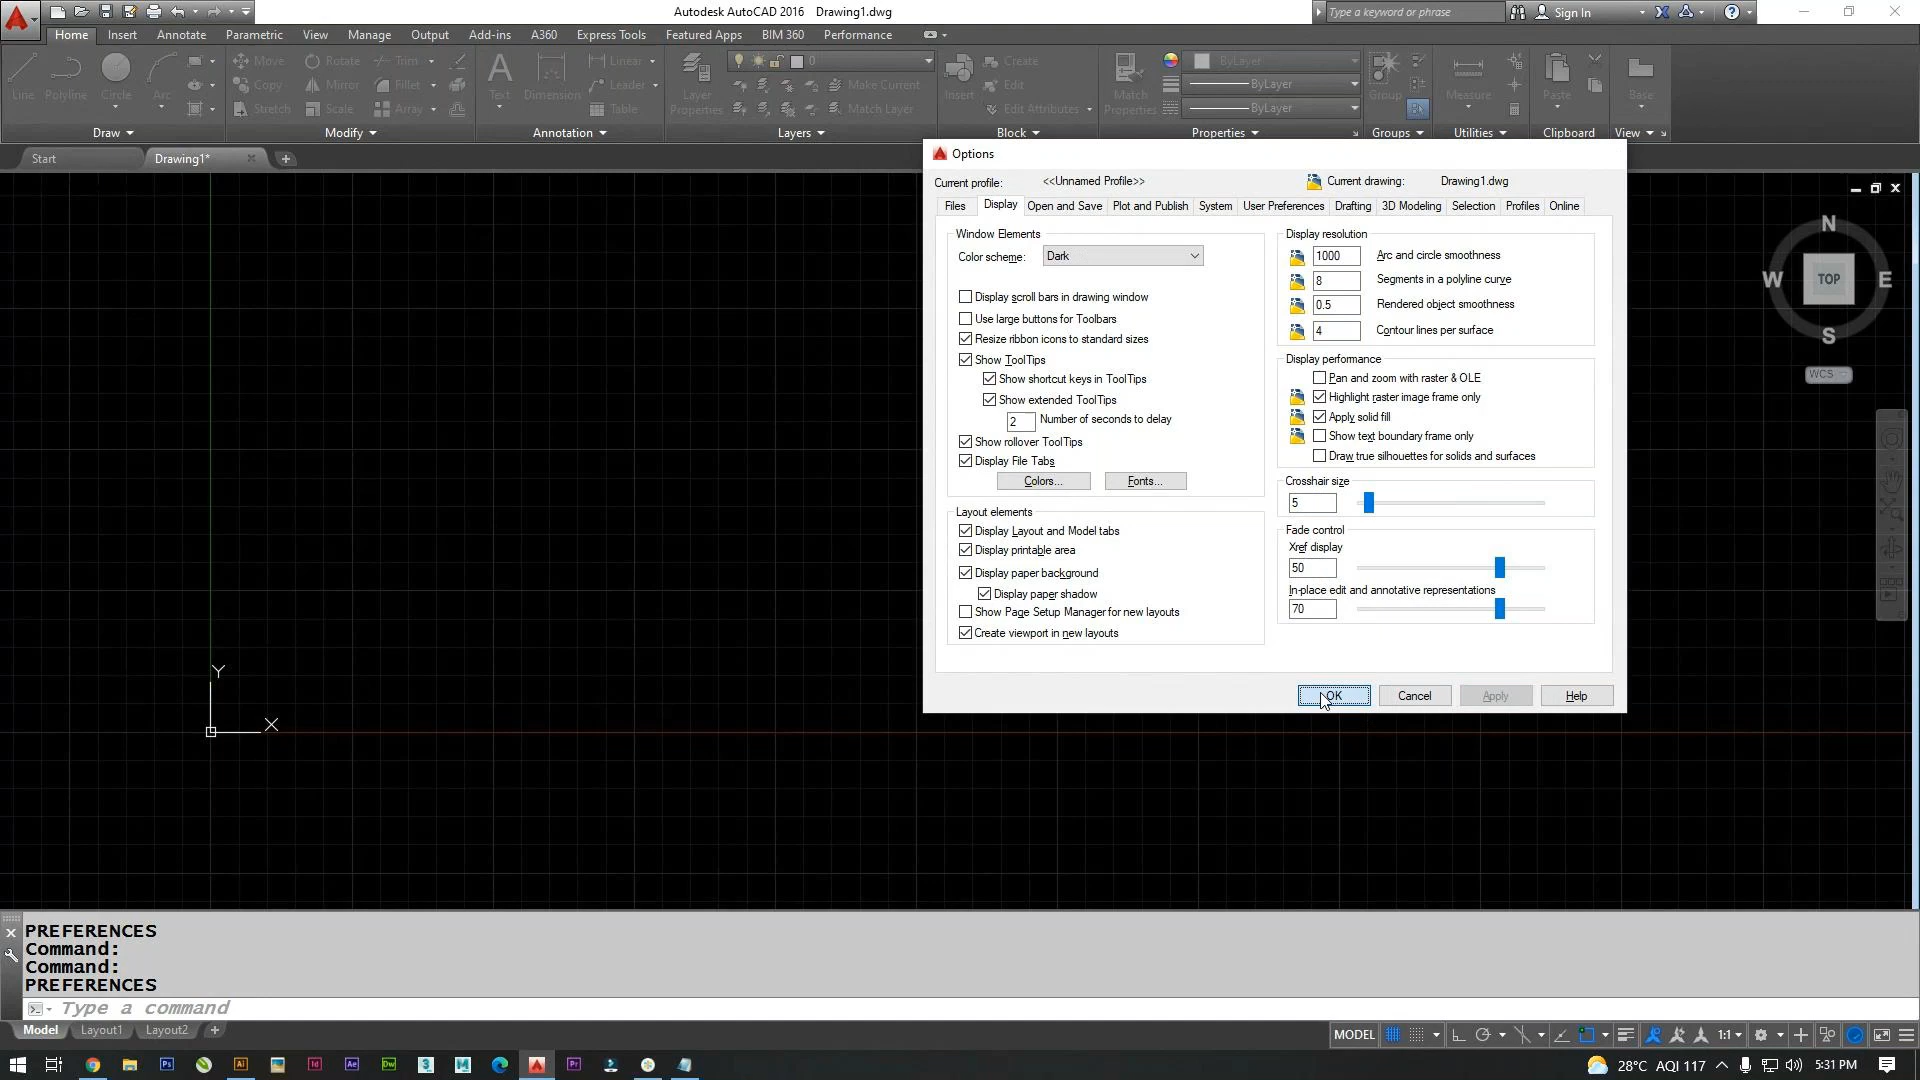 Autodesk AutoCAD 2016 Drawing1.dwg
Type a keyword or phrase
Sign In
Home Insert Annotate Parametric View Manage Output Add-ins A360 Express Tools Featured Apps BIM 360 Performance
Line
Polyline
Circle
Arc
Move
Rotate
Trim
Copy
Mirror
Fillet
Stretch
Scale
Array
Text
Dimension
Linear
Leader
Table
Layer
Properties
0
Make Current
Match Layer
Insert
Create
Edit
Edit Attributes
Match
Properties
ByLayer
ByLayer
ByLayer
Group
Measure
Paste
Base
Draw Modify Annotation Layers Block Properties Groups Utilities Clipboard View
Start Drawing1*
Options
Current profile: <<Unnamed Profile>> Current drawing: Drawing1.dwg
Files Display Open and Save Plot and Publish System User Preferences Drafting 3D Modeling Selection Profiles Online
Window Elements
Color scheme: Dark
Display scroll bars in drawing window
Use large buttons for Toolbars
Resize ribbon icons to standard sizes
Show ToolTips
Show shortcut keys in ToolTips
Show extended ToolTips
2 Number of seconds to delay
Show rollover ToolTips
Display File Tabs
Colors... Fonts...
Layout elements
Display Layout and Model tabs
Display printable area
Display paper background
Display paper shadow
Show Page Setup Manager for new layouts
Create viewport in new layouts
Display resolution
1000 Arc and circle smoothness
8 Segments in a polyline curve
0.5 Rendered object smoothness
4 Contour lines per surface
Display performance
Pan and zoom with raster & OLE
Highlight raster image frame only
Apply solid fill
Show text boundary frame only
Draw true silhouettes for solids and surfaces
Crosshair size
5
Fade control
Xref display
50
In-place edit and annotative representations
70
OK Cancel Apply Help
N
W TOP E
S
WCS
Y
X
PREFERENCES
Command:
Command:
PREFERENCES
Type a command
Model Layout1 Layout2
MODEL 1:1
28°C AQI 117 5:31 PM